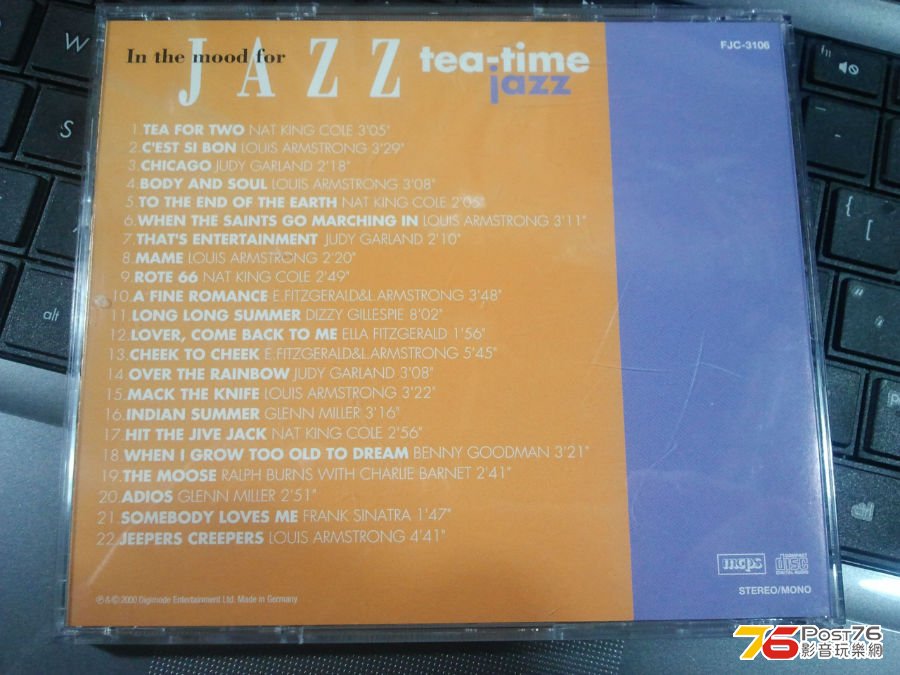 In the mood for
JAZZ
tea-time
jazz
FJC-3106
1.TEA FOR TWO NAT KING COLE 3'05"
2.C'EST SI BON LOUIS ARMSTRONG 3'29"
3.CHICAGO JUDY GARLAND 2'18"
4.BODY AND SOUL LOUIS ARMSTRONG 3'08"
5.TO THE END OF THE EARTH NAT KING COLE 2'06"
6.WHEN THE SAINTS GO MARCHING IN LOUIS ARMSTRONG 3'11"
7.THAT'S ENTERTAINMENT JUDY GARLAND 2'10"
8.MAME LOUIS ARMSTRONG 2'20"
9.ROTE 66 NAT KING COLE 2'49"
10.A FINE ROMANCE E.FITZGERALD&L.ARMSTRONG 3'48"
11.LONG LONG SUMMER DIZZY GILLESPIE 8'02"
12.LOVER, COME BACK TO ME ELLA FITZGERALD 1'56"
13.CHEEK TO CHEEK E.FITZGERALD&L.ARMSTRONG 5'45"
14.OVER THE RAINBOW JUDY GARLAND 3'08"
15.MACK THE KNIFE LOUIS ARMSTRONG 3'22'
16.INDIAN SUMMER GLENN MILLER 3'16"
17.HIT THE JIVE JACK NAT KING COLE 2'56"
18 WHEN I GROW TOO OLD TO DREAM BENNY GOODMAN 3'21"
19.THE MOOSE RALPH BURNS WITH CHARLIE BARNET 2'41"
20.ADIOS GLENN MILLER 2'51"
21.SOMEBODY LOVES ME FRANK SINATRA 1'47"
22.JEEPERS CREEPERS LOUIS ARMSTRONG 4'41"
℗ & © 2000 Digimode Entertainment Ltd. Made in Germany
mcps
COMPACT
disc
DIGITAL AUDIO
STEREO/MONO
W
S
alt
f11
{
[
"
76 Post76
影音玩樂網